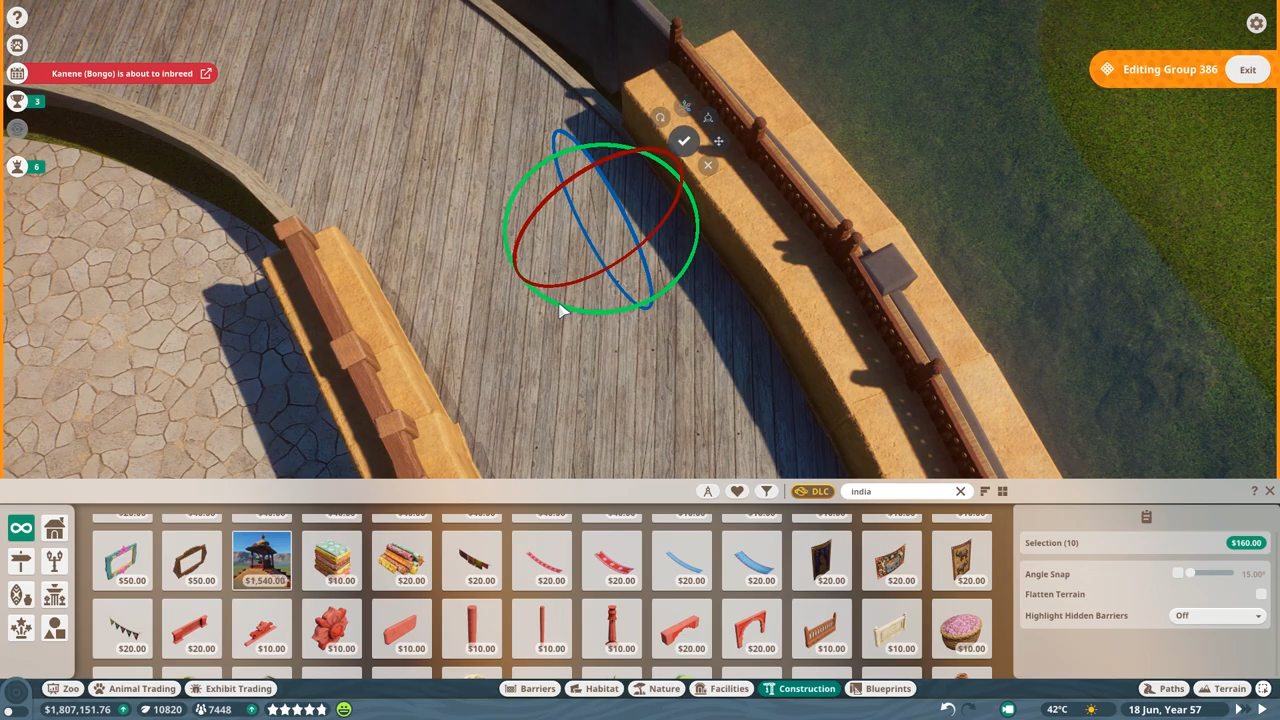 ?
Kanene (Bongo) is about to inbreed
Editing Group 386
Exit
3
6
DLC
india
?
$50.00
$50.00
$1,540.00
$10.00
$20.00
$20.00
$20.00
$20.00
$20.00
$20.00
$20.00
$20.00
$20.00
$20.00
$20.00
$10.00
$10.00
$10.00
$10.00
$10.00
$10.00
$20.00
$20.00
$10.00
$10.00
$10.00
Selection (10)
$160.00
Angle Snap
15.00°
Flatten Terrain
Highlight Hidden Barriers
Off
Zoo
Animal Trading
Exhibit Trading
Barriers
Habitat
Nature
Facilities
Construction
Blueprints
Paths
Terrain
$1,807,151.76
10820
7448
42°C
18 Jun, Year 57